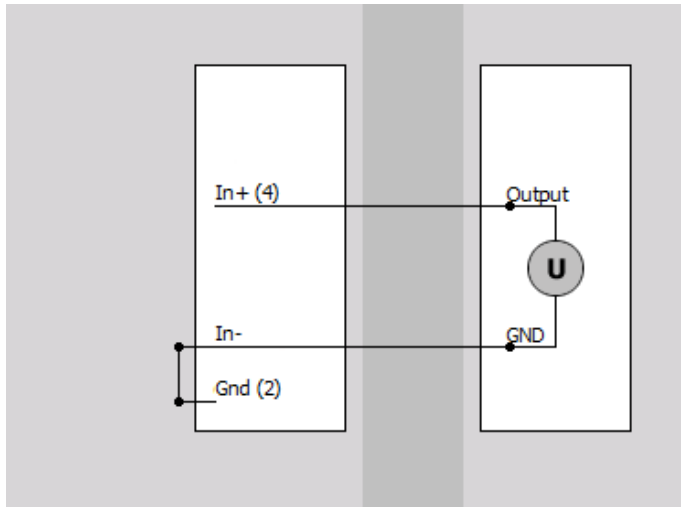 In+ (4)
Output
U
In-
GND
Gnd (2)